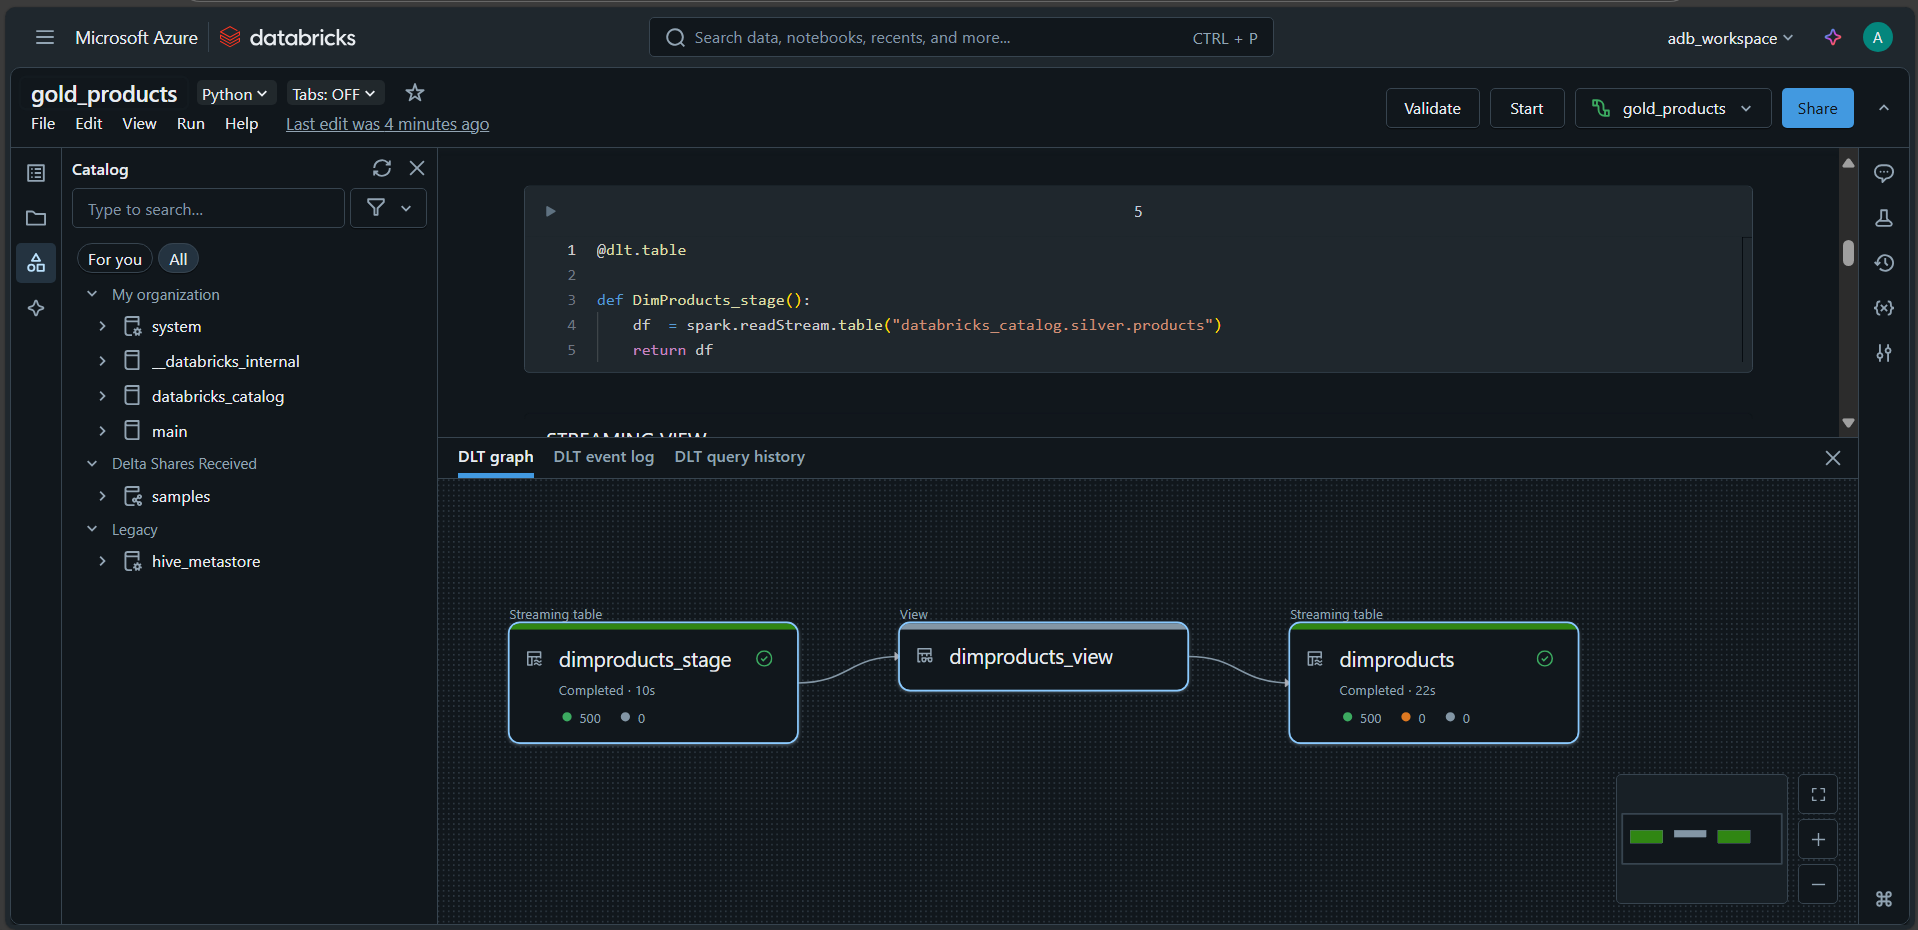 Microsoft Azure databricks
Search data, notebooks, recents, and more... CTRL + P
adb_workspace
A
gold_products Python Tabs: OFF
File Edit View Run Help Last edit was 4 minutes ago
Validate Start gold_products Share
Catalog
Type to search...
For you All
My organization
system
__databricks_internal
databricks_catalog
main
Delta Shares Received
samples
Legacy
hive_metastore
5
1 @dlt.table
2
3 def DimProducts_stage():
4 df = spark.readStream.table("databricks_catalog.silver.products")
5 return df
STREAMING VIEW
DLT graph DLT event log DLT query history
Streaming table
dimproducts_stage
Completed · 10s
500 0
View
dimproducts_view
Streaming table
dimproducts
Completed · 22s
500 0 0